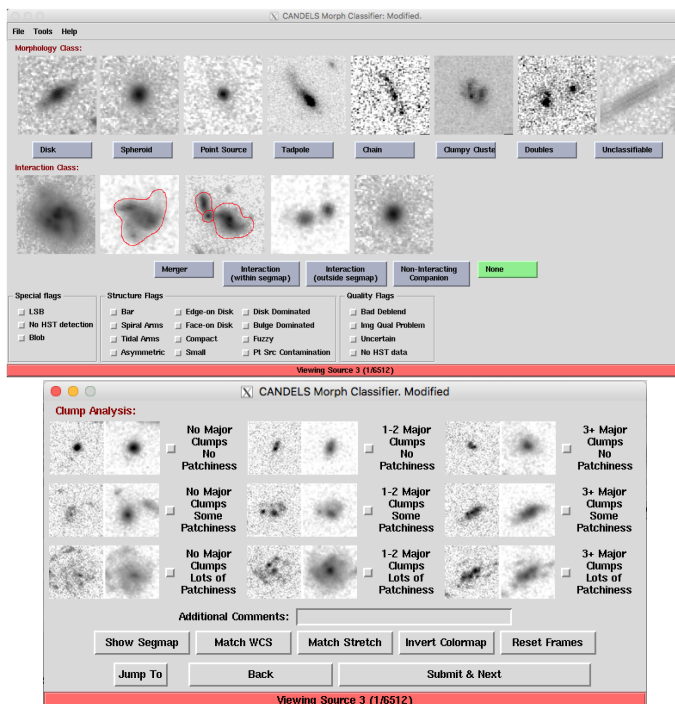 CANDELS Morph Classifier: Modified.
File Tools Help
Morphology Class:
Disk Spheroid Point Source Tadpole Chain Clumpy Cluste Doubles Unclassifiable
Interaction Class:
Merger Interaction (within segmap) Interaction (outside segmap) Non-Interacting Companion None
Special flags
LSB
No HST detection
Blob
Structure Flags
Bar Edge-on Disk Disk Dominated
Spiral Arms Face-on Disk Bulge Dominated
Tidal Arms Compact Fuzzy
Asymmetric Small Pt Src Contamination
Quality Flags
Bad Deblend
Img Qual Problem
Uncertain
No HST data
Viewing Source 3 (1/6512)
CANDELS Morph Classifier. Modified
Clump Analysis:
No Major Clumps No Patchiness
1-2 Major Clumps No Patchiness
3+ Major Clumps No Patchiness
No Major Clumps Some Patchiness
1-2 Major Clumps Some Patchiness
3+ Major Clumps Some Patchiness
No Major Clumps Lots of Patchiness
1-2 Major Clumps Lots of Patchiness
3+ Major Clumps Lots of Patchiness
Additional Comments:
Show Segmap Match WCS Match Stretch Invert Colormap Reset Frames
Jump To Back Submit & Next
Viewing Source 3 (1/6512)